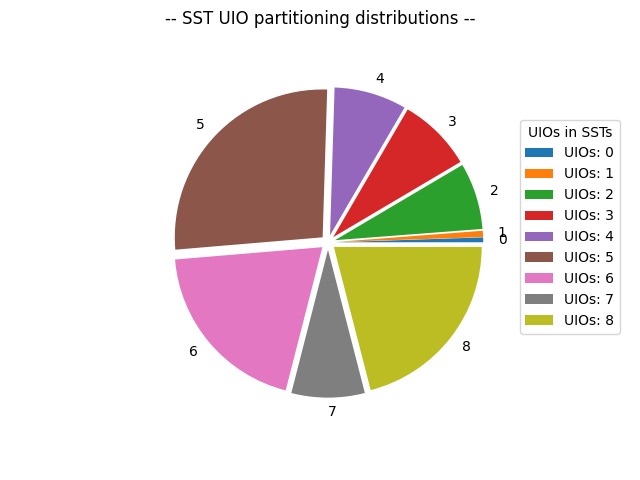 -- SST UIO partitioning distributions --
4
5
3
2
1
0
6
8
7
UIOs in SSTs
UIOs: 0
UIOs: 1
UIOs: 2
UIOs: 3
UIOs: 4
UIOs: 5
UIOs: 6
UIOs: 7
UIOs: 8